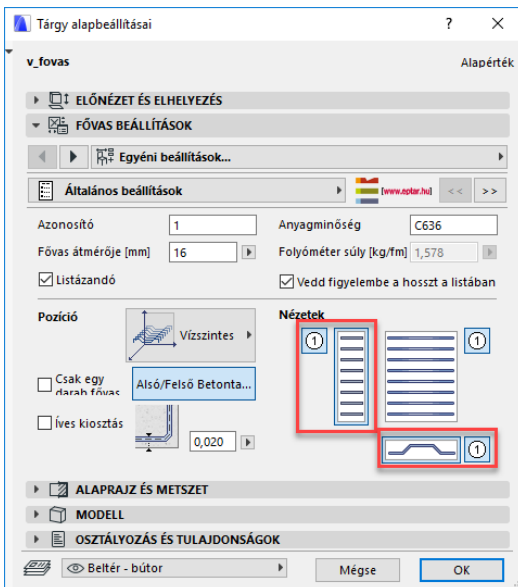 Tárgy alapbeállításai ? ×
v_fovas Alapérték
ELŐNÉZET ÉS ELHELYEZÉS
FŐVAS BEÁLLÍTÁSOK
Egyéni beállítások...
Általános beállítások [www.eptar.hu] << >>
Azonosító 1 Anyagminőség C636
Fővas átmérője [mm] 16 Folyóméter súly [kg/fm] 1,578
Listázandó Vedd figyelembe a hosszt a listában
Pozíció Nézetek
Vízszintes 1 1
Csak egy darab fővas Alsó/Felső Betonta...
Íves kiosztás 0,020 1
ALAPRAJZ ÉS METSZET
MODELL
OSZTÁLYOZÁS ÉS TULAJDONSÁGOK
Beltér - bútor Mégse OK